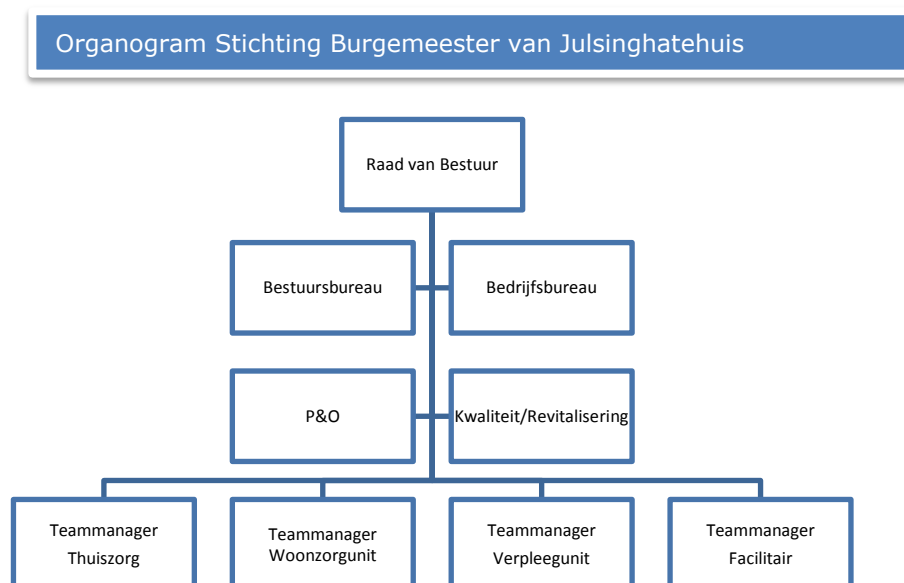 Organogram Stichting Burgemeester van Julsinghatehuis
Raad van Bestuur
Bestuursbureau
Bedrijfsbureau
P&O
Kwaliteit/Revitalisering
Teammanager
Thuiszorg
Teammanager
Woonzorgunit
Teammanager
Verpleegunit
Teammanager
Facilitair